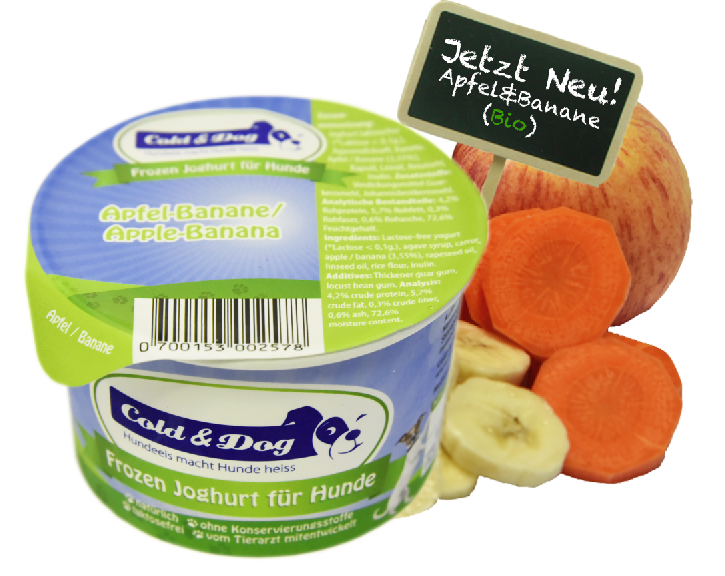 Jetzt Neu!
Apfel&Banane
(Bio)
Cold & Dog
Frozen Joghurt für Hunde
Apfel-Banane/
Apple-Banana
Analytische Bestandteile: 4,2%
Rohprotein, 5,7% Rohfett, 0,3%
Rohfaser, 0,6% Rohasche, 72,6%
Feuchtgehalt.
Ingredients: Lactose-free yogurt
(*Lactose < 0,1g.), agave syrup, carrot,
apple / banana (3,55%), rapeseed oil,
linseed oil, rice flour, inulin.
Additives: Thickener guar gum,
locust bean gum. Analysis:
4,2% crude protein, 5,7%
crude fat, 0,3% crude fiber,
0,6% ash, 72,6%
moisture content.
Apfel / Banane
0 700153 002578
Cold & Dog
Hundeeis macht Hunde heiss
Frozen Joghurt für Hunde
natürlich
laktosefrei
ohne Konservierungsstoffe
vom Tierarzt mitentwickelt